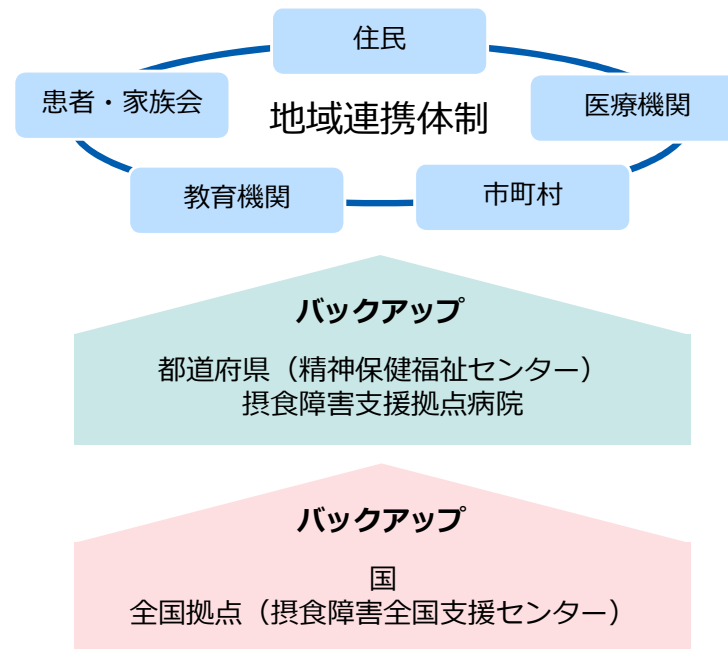 住民
患者・家族会
地域連携体制
医療機関
教育機関
市町村
バックアップ
都道府県（精神保健福祉センター）
摂食障害支援拠点病院
バックアップ
国
全国拠点（摂食障害全国支援センター）